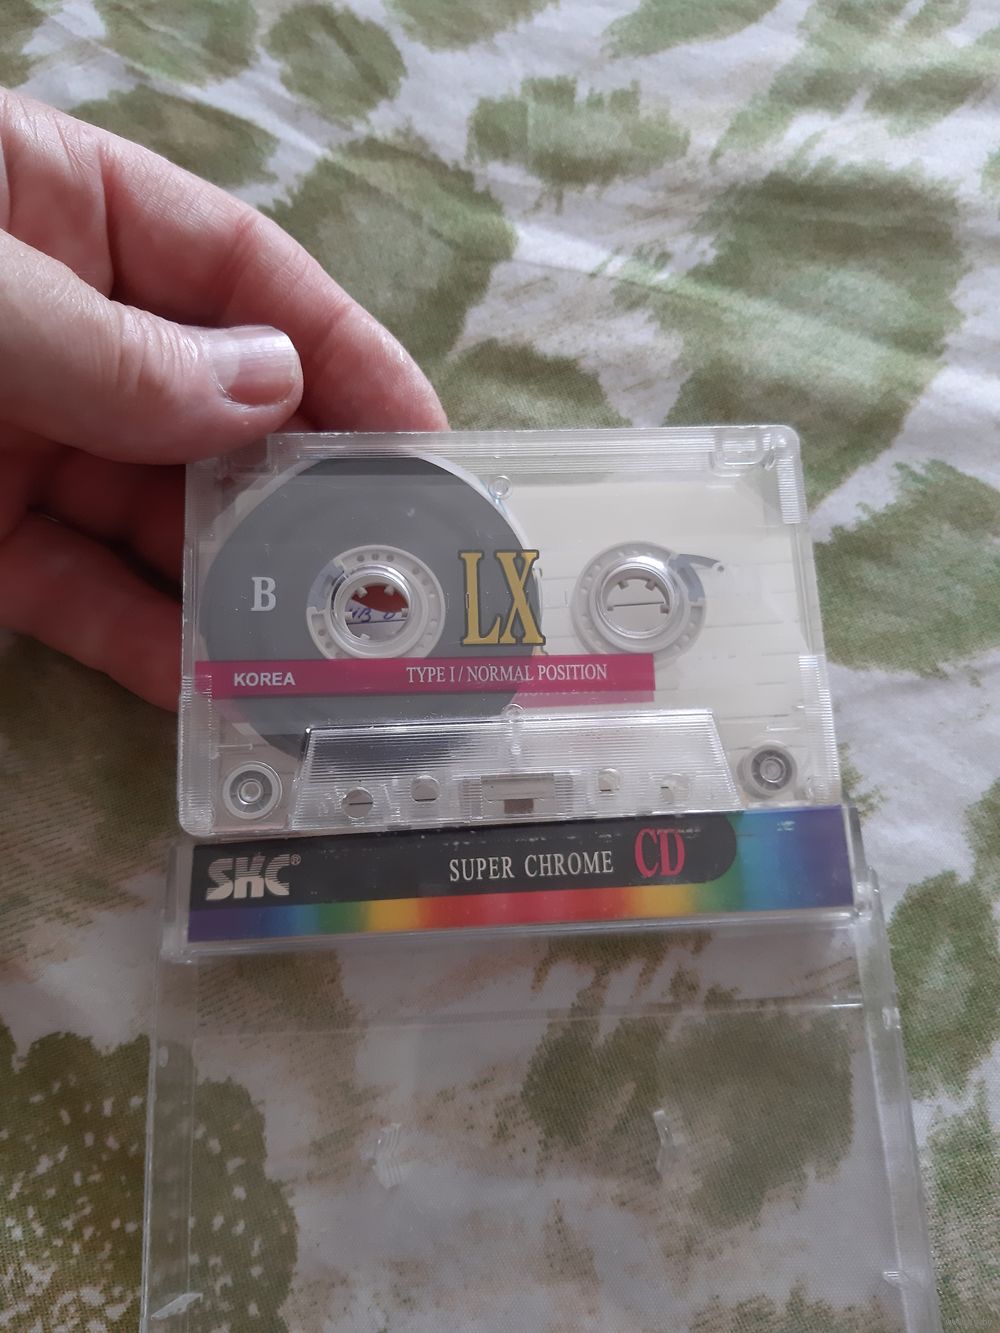 B
LX
KOREA
TYPE I / NORMAL POSITION
SKC®
SUPER CHROME CD